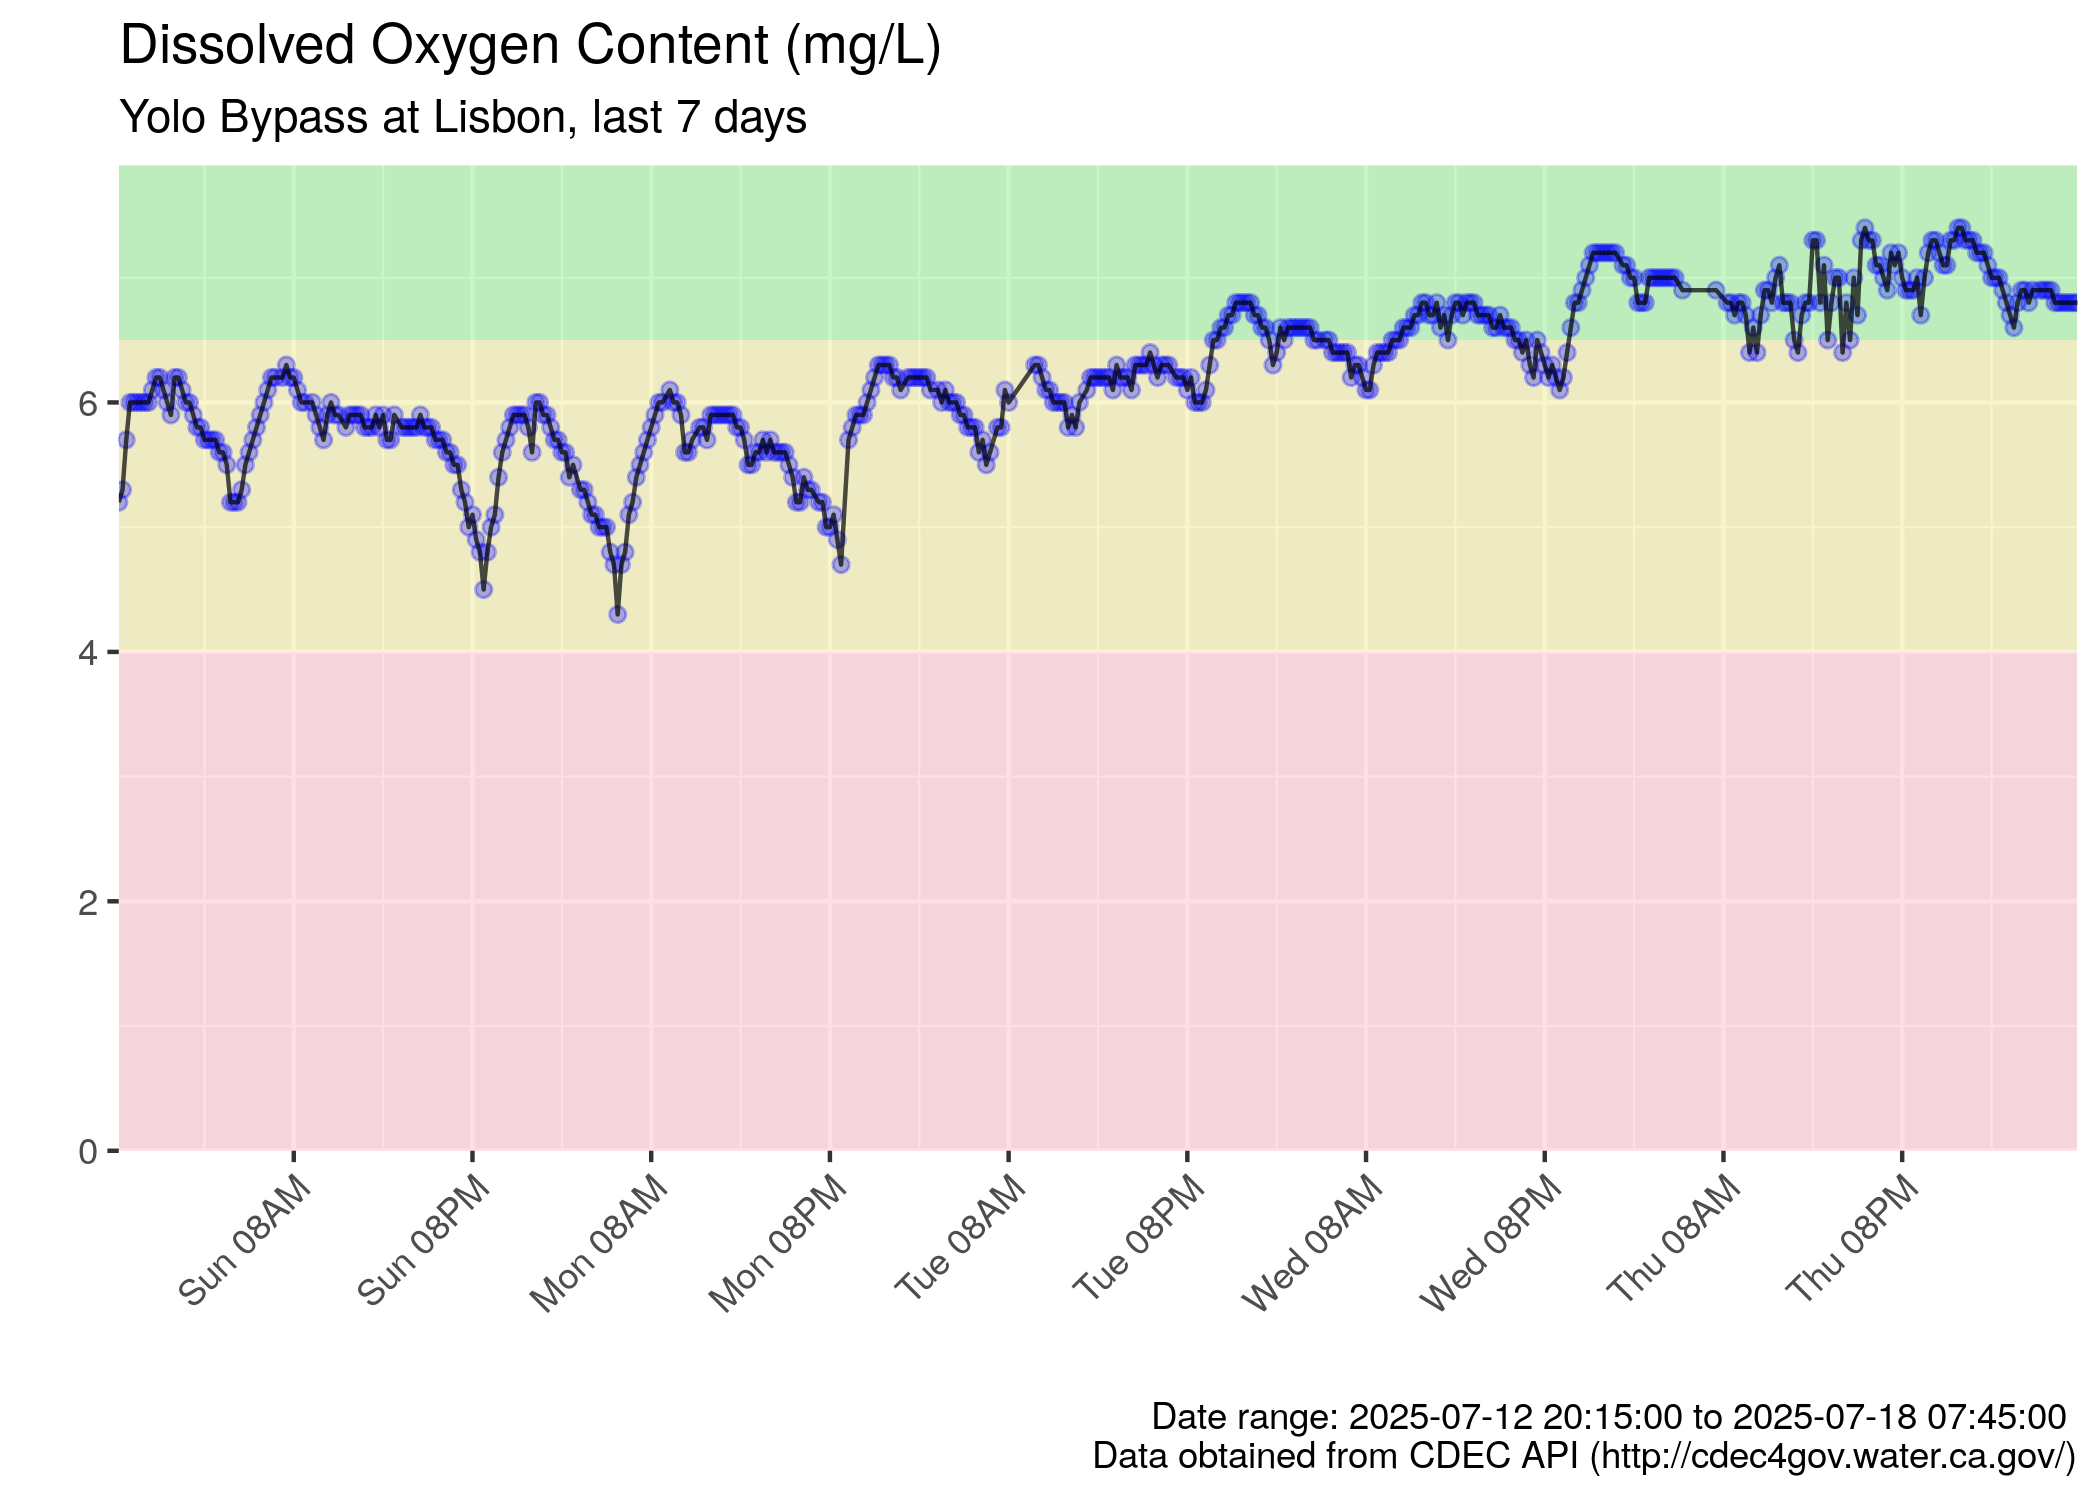 Dissolved Oxygen Content (mg/L)
Yolo Bypass at Lisbon, last 7 days
6
4
2
0
Sun 08AM
Sun 08PM
Mon 08AM
Mon 08PM
Tue 08AM
Tue 08PM
Wed 08AM
Wed 08PM
Thu 08AM
Thu 08PM
Date range: 2025-07-12 20:15:00 to 2025-07-18 07:45:00
Data obtained from CDEC API (http://cdec4gov.water.ca.gov/)